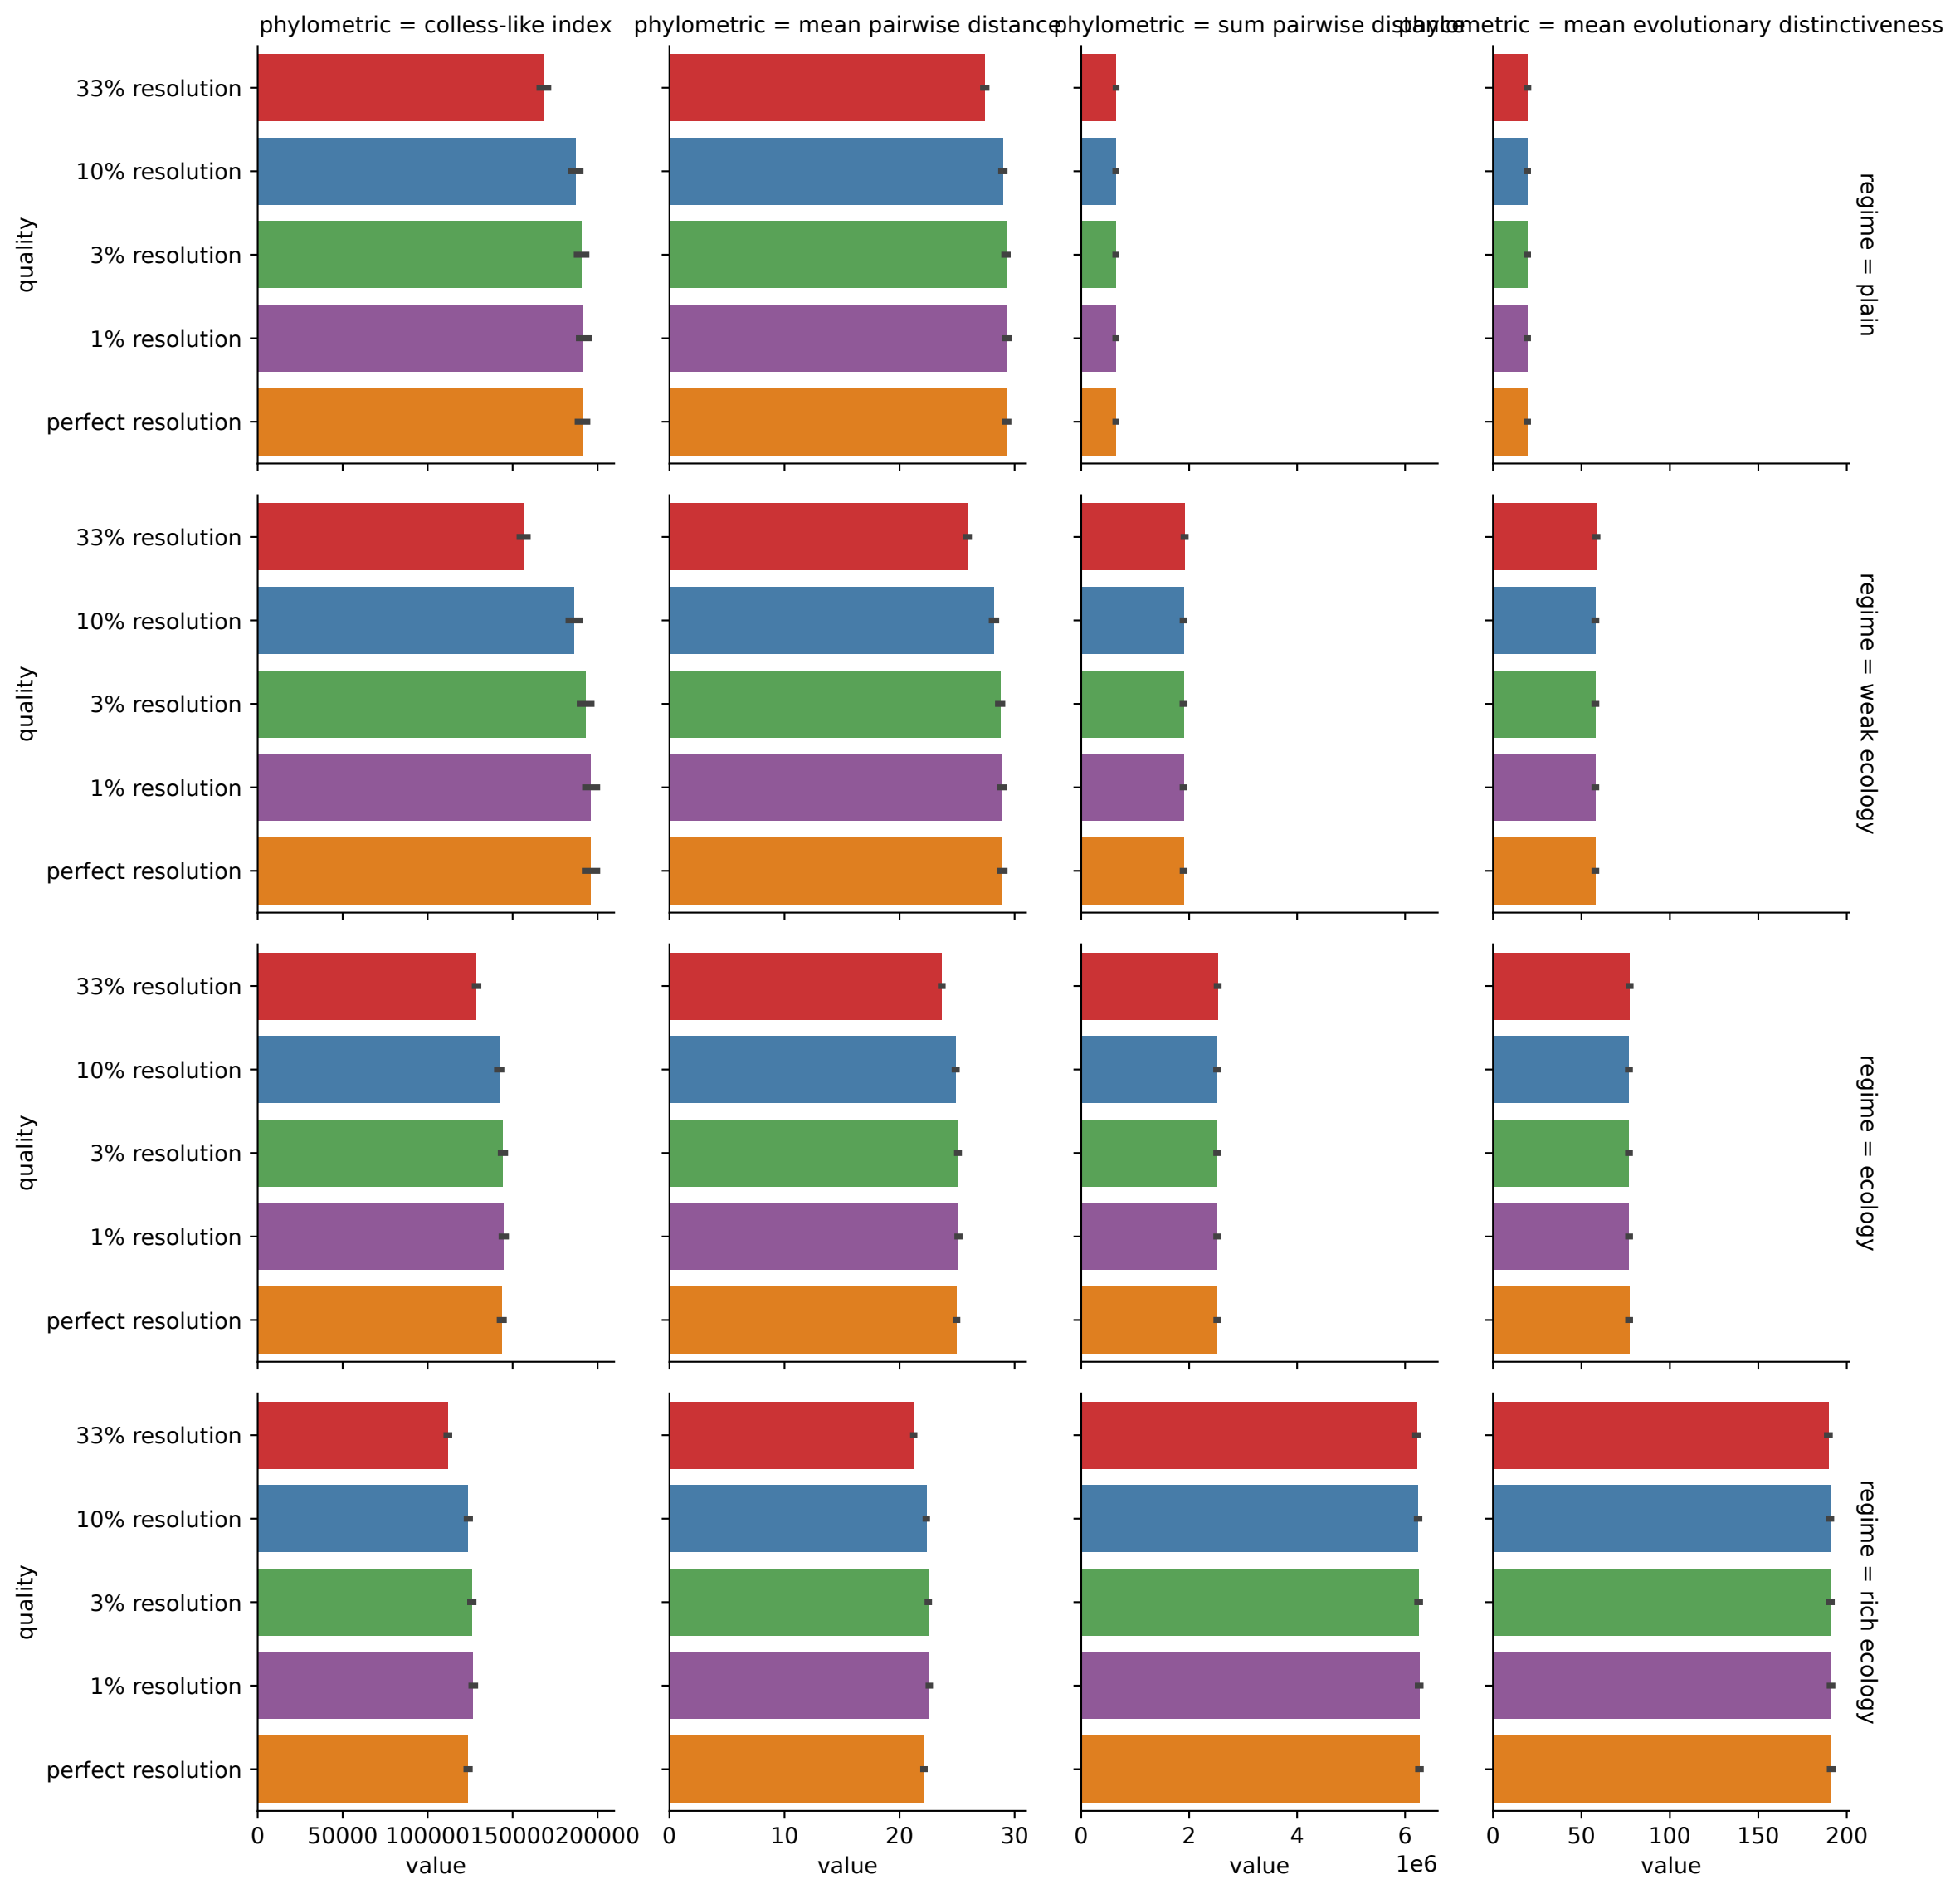 phylometric = colless-like index
phylometric = mean pairwise distance
phylometric = sum pairwise distance
phylometric = mean evolutionary distinctiveness
quality
33% resolution
10% resolution
3% resolution
1% resolution
perfect resolution
regime = plain
quality
33% resolution
10% resolution
3% resolution
1% resolution
perfect resolution
regime = weak ecology
quality
33% resolution
10% resolution
3% resolution
1% resolution
perfect resolution
regime = ecology
quality
33% resolution
10% resolution
3% resolution
1% resolution
perfect resolution
regime = rich ecology
0 50000 100000 150000 200000
value
0 10 20 30
value
0 2 4 6
1e6
value
0 50 100 150 200
value